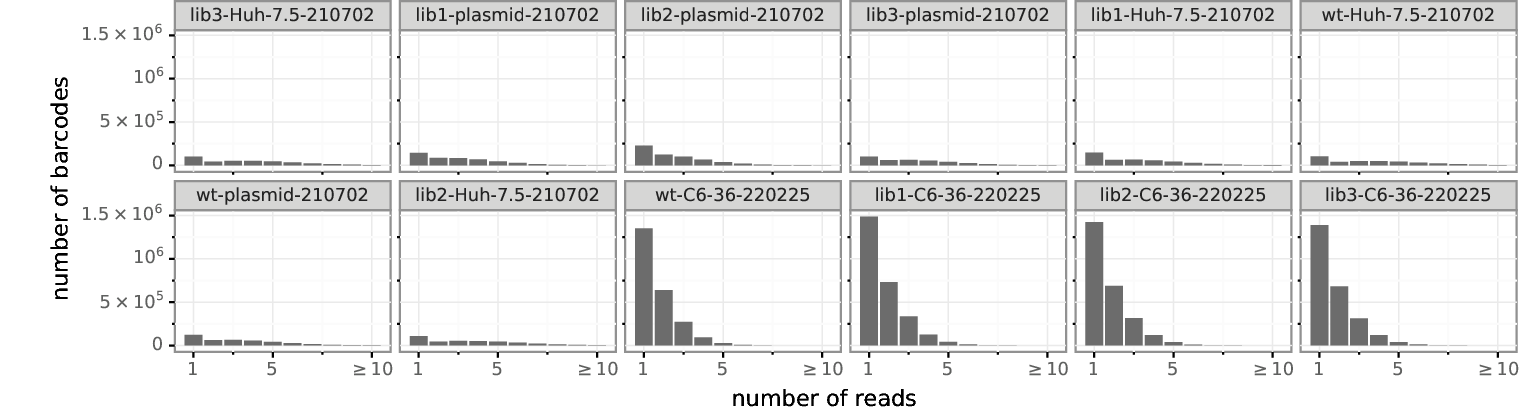 lib3-Huh-7.5-210702 lib1-plasmid-210702 lib2-plasmid-210702 lib3-plasmid-210702 lib1-Huh-7.5-210702 wt-Huh-7.5-210702
1.5 × 10⁶
10⁶
5 × 10⁵
0
wt-plasmid-210702 lib2-Huh-7.5-210702 wt-C6-36-220225 lib1-C6-36-220225 lib2-C6-36-220225 lib3-C6-36-220225
1.5 × 10⁶
10⁶
5 × 10⁵
0
number of barcodes
1 5 ≥ 10 1 5 ≥ 10 1 5 ≥ 10 1 5 ≥ 10 1 5 ≥ 10 1 5 ≥ 10
number of reads